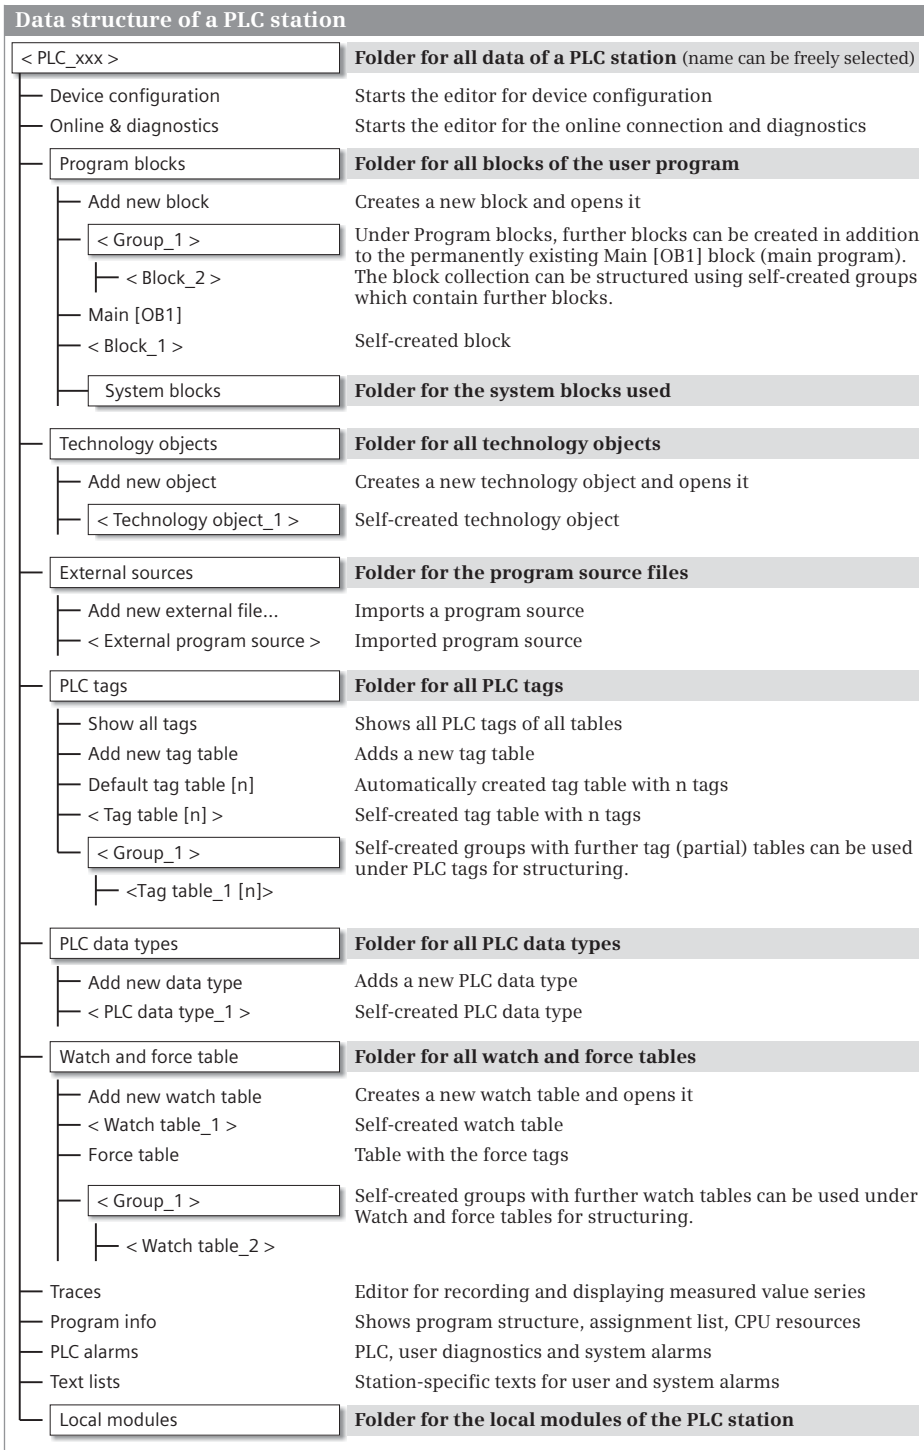 Data structure of a PLC station
< PLC_xxx > Folder for all data of a PLC station (name can be freely selected)
Device configuration Starts the editor for device configuration
Online & diagnostics Starts the editor for the online connection and diagnostics
Program blocks Folder for all blocks of the user program
Add new block Creates a new block and opens it
< Group_1 > Under Program blocks, further blocks can be created in addition
to the permanently existing Main [OB1] block (main program).
< Block_2 > The block collection can be structured using self-created groups
which contain further blocks.
Main [OB1]
< Block_1 > Self-created block
System blocks Folder for the system blocks used
Technology objects Folder for all technology objects
Add new object Creates a new technology object and opens it
< Technology object_1 > Self-created technology object
External sources Folder for the program source files
Add new external file... Imports a program source
< External program source > Imported program source
PLC tags Folder for all PLC tags
Show all tags Shows all PLC tags of all tables
Add new tag table Adds a new tag table
Default tag table [n] Automatically created tag table with n tags
< Tag table [n] > Self-created tag table with n tags
< Group_1 > Self-created groups with further tag (partial) tables can be used
under PLC tags for structuring.
<Tag table_1 [n]>
PLC data types Folder for all PLC data types
Add new data type Adds a new PLC data type
< PLC data type_1 > Self-created PLC data type
Watch and force table Folder for all watch and force tables
Add new watch table Creates a new watch table and opens it
< Watch table_1 > Self-created watch table
Force table Table with the force tags
< Group_1 > Self-created groups with further watch tables can be used under
Watch and force tables for structuring.
< Watch table_2 >
Traces Editor for recording and displaying measured value series
Program info Shows program structure, assignment list, CPU resources
PLC alarms PLC, user diagnostics and system alarms
Text lists Station-specific texts for user and system alarms
Local modules Folder for the local modules of the PLC station